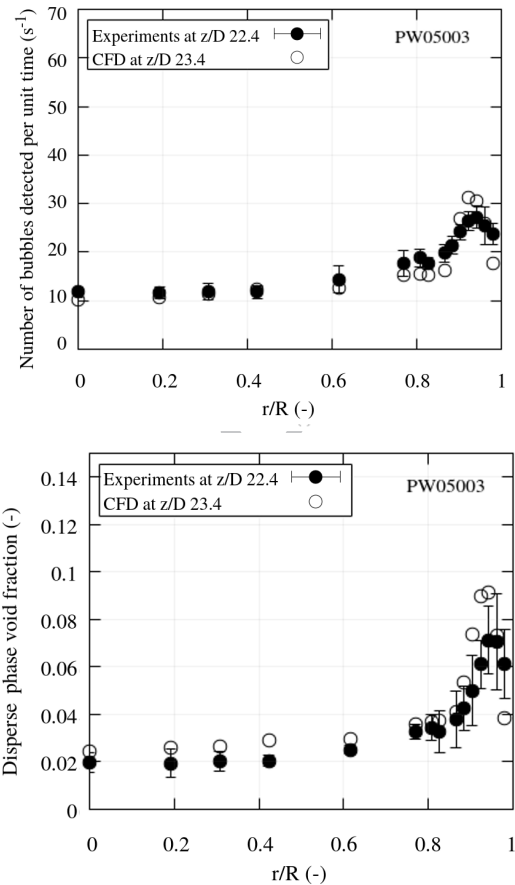 70
60
50
40
30
20
10
0
Number of bubbles detected per unit time (s-1)
Experiments at z/D 22.4
CFD at z/D 23.4
PW05003
0 0.2 0.4 0.6 0.8 1
r/R (-)
0.14
0.12
0.1
0.08
0.06
0.04
0.02
0
Disperse phase void fraction (-)
Experiments at z/D 22.4
CFD at z/D 23.4
PW05003
0 0.2 0.4 0.6 0.8 1
r/R (-)